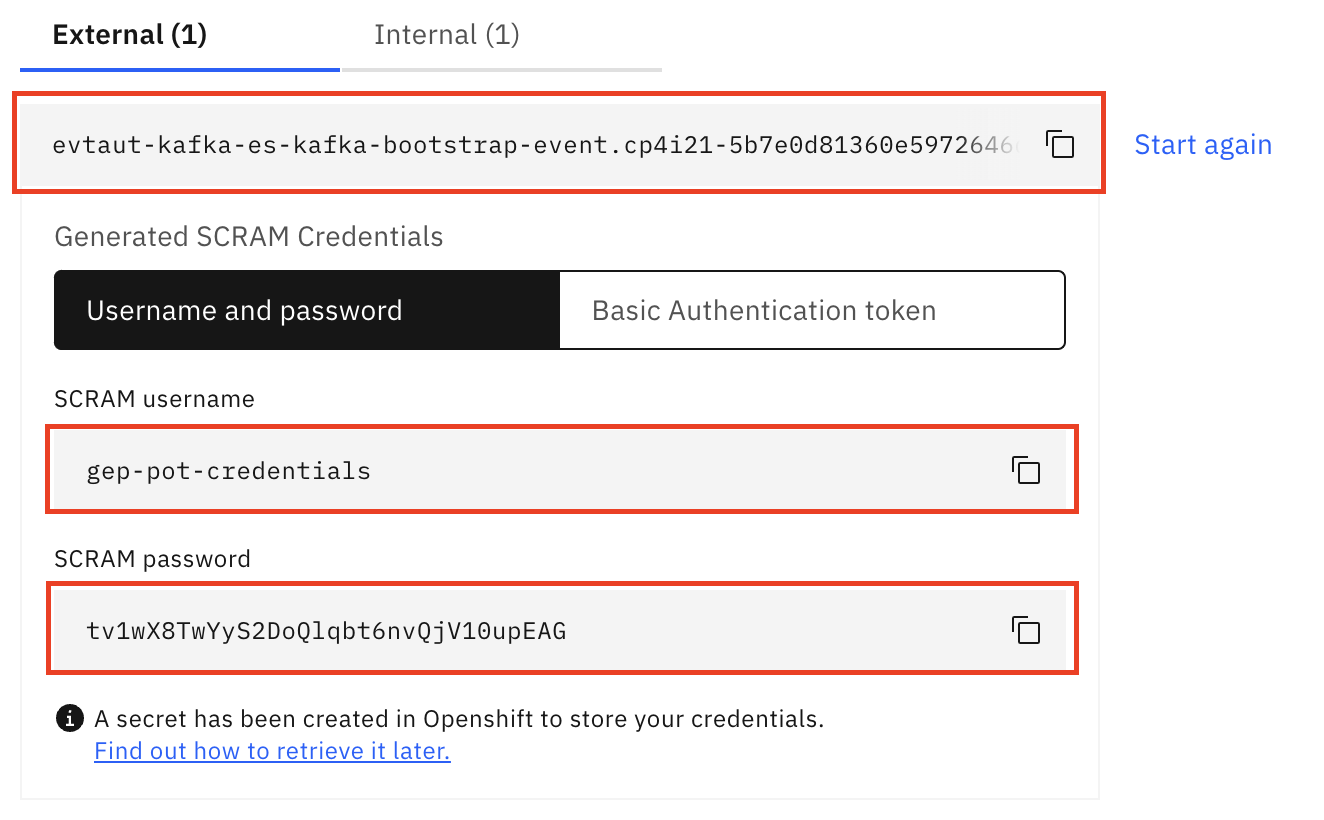 External (1)
Internal (1)
evtaut-kafka-es-kafka-bootstrap-event.cp4i21-5b7e0d81360e5972646
Start again
Generated SCRAM Credentials
Username and password
Basic Authentication token
SCRAM username
gep-pot-credentials
SCRAM password
tv1wX8TwYyS2DoQlqbt6nvQjV10upEAG
A secret has been created in Openshift to store your credentials.
Find out how to retrieve it later.